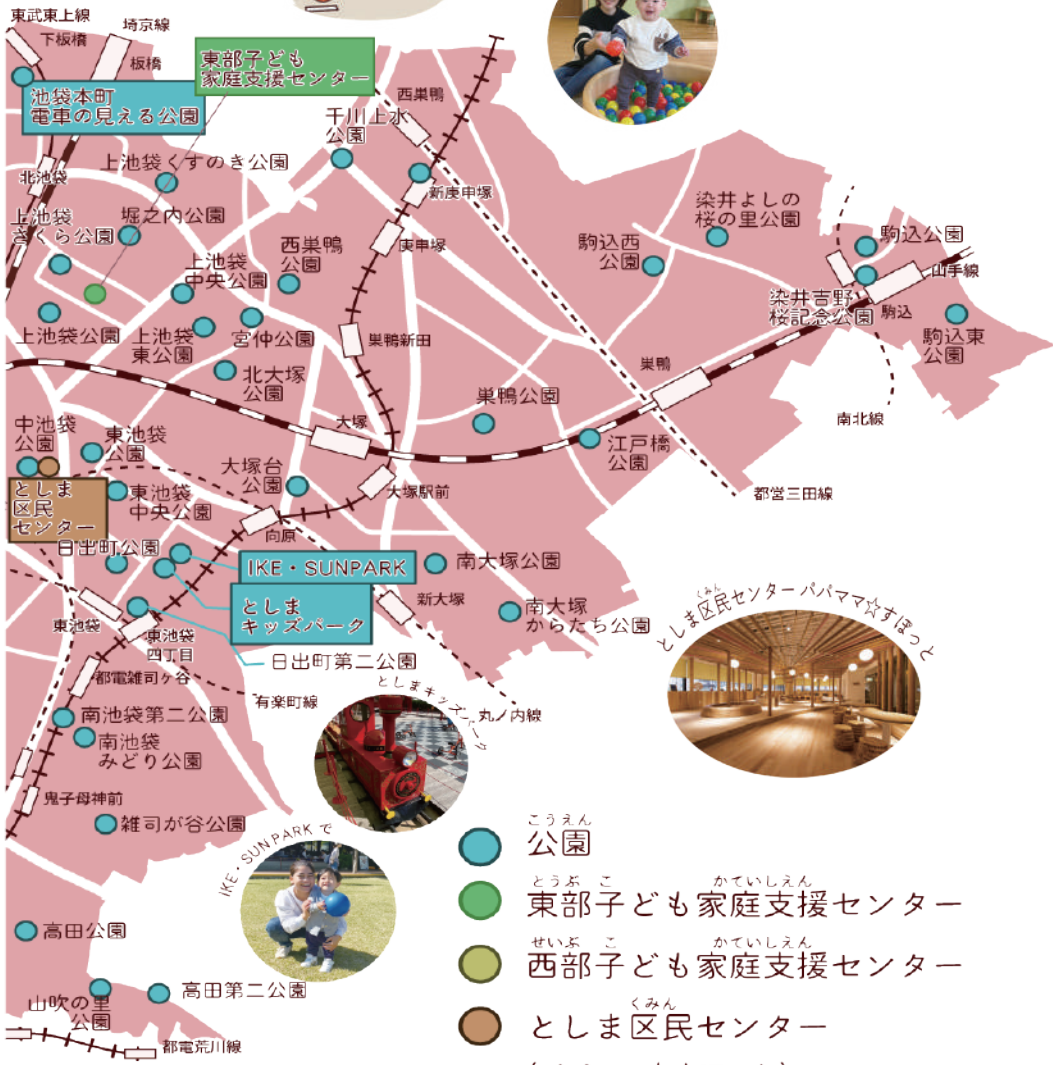 東武東上線
下板橋
埼京線
板橋
東部子ども
家庭支援センター
池袋本町
電車の見える公園
西巣鴨
千川上水
公園
上池袋くすのき公園
北池袋
新庚申塚
上池袋
さくら公園
堀之内公園
染井よしの
桜の里公園
西巣鴨
公園
庚申塚
駒込西
公園
駒込公園
上池袋
中央公園
山手線
染井吉野
桜記念公園
駒込
上池袋公園
上池袋
東公園
宮仲公園
巣鴨新田
駒込東
公園
北大塚
公園
巣鴨
巣鴨公園
南北線
大塚
中池袋
公園
東池袋
公園
江戸橋
公園
大塚台
公園
としま
区民
センター
東池袋
中央公園
大塚駅前
都営三田線
向原
日出町公園
IKE・SUNPARK
南大塚公園
としま
キッズパーク
新大塚
南大塚
からたち公園
としま区民センターパパママ☆すぽっと
くみん
東池袋
東池袋
四丁目
日出町第二公園
都電雑司ヶ谷
有楽町線
としまキッズパーク
丸ノ内線
南池袋第二公園
南池袋
みどり公園
鬼子母神前
雑司が谷公園
IKE・SUNPARKで
こうえん
公園
とうぶ こ かていしえん
東部子ども家庭支援センター
高田公園
せいぶ こ かていしえん
西部子ども家庭支援センター
山吹の里
公園
高田第二公園
くみん
としま区民センター
都電荒川線